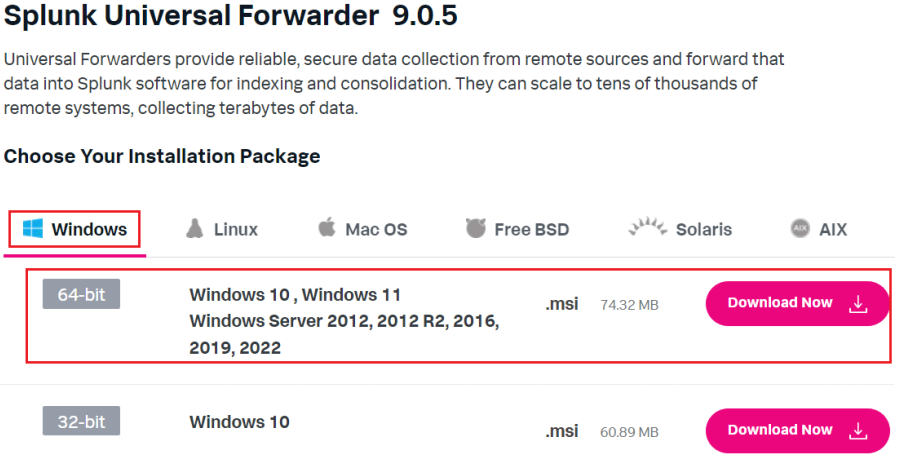 Splunk Universal Forwarder 9.0.5
Universal Forwarders provide reliable, secure data collection from remote sources and forward that
data into Splunk software for indexing and consolidation. They can scale to tens of thousands of
remote systems, collecting terabytes of data.
Choose Your Installation Package
Windows Linux Mac OS Free BSD Solaris AIX AIX
64-bit Windows 10 , Windows 11 .msi 74.32 MB Download Now
Windows Server 2012, 2012 R2, 2016,
2019, 2022
32-bit Windows 10 .msi 60.89 MB Download Now